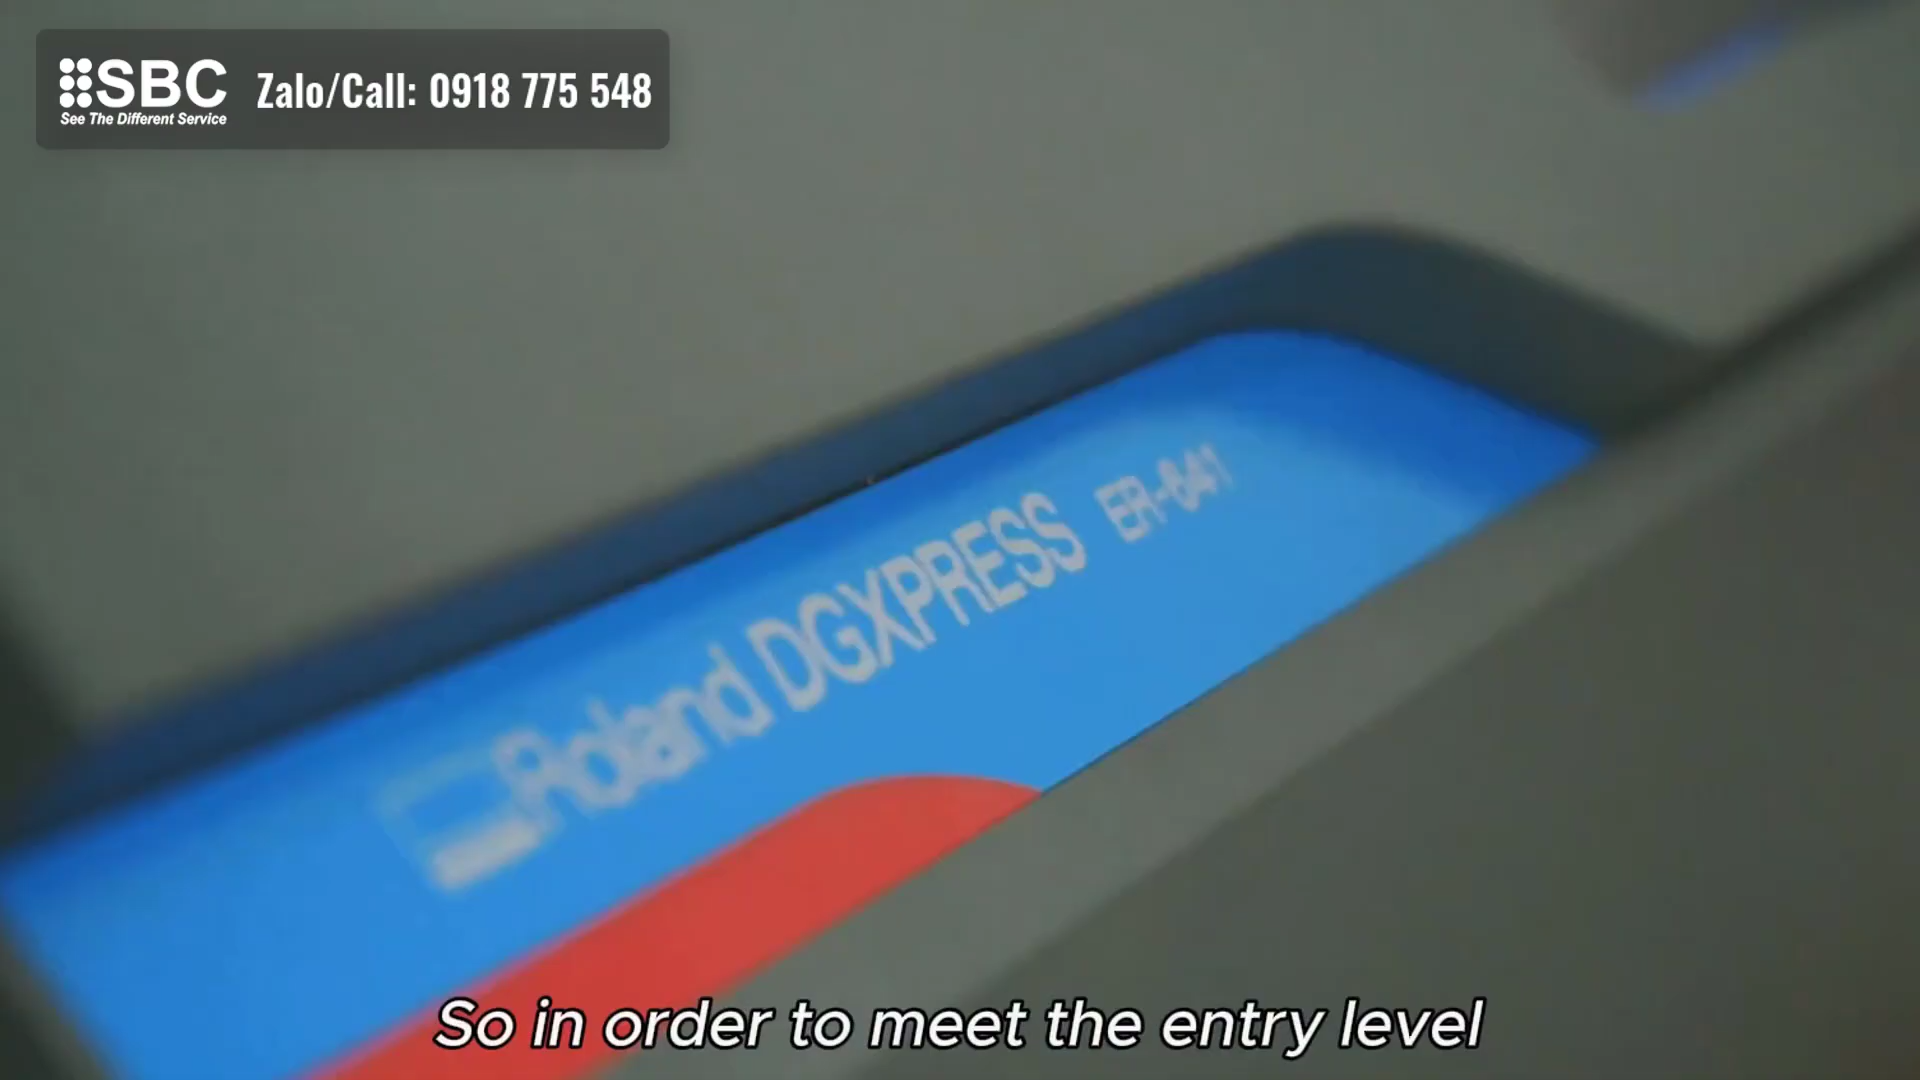 SBC
See The Different Service
Zalo/Call: 0918 775 548
Roland DGXPRESS ER-641
So in order to meet the entry level